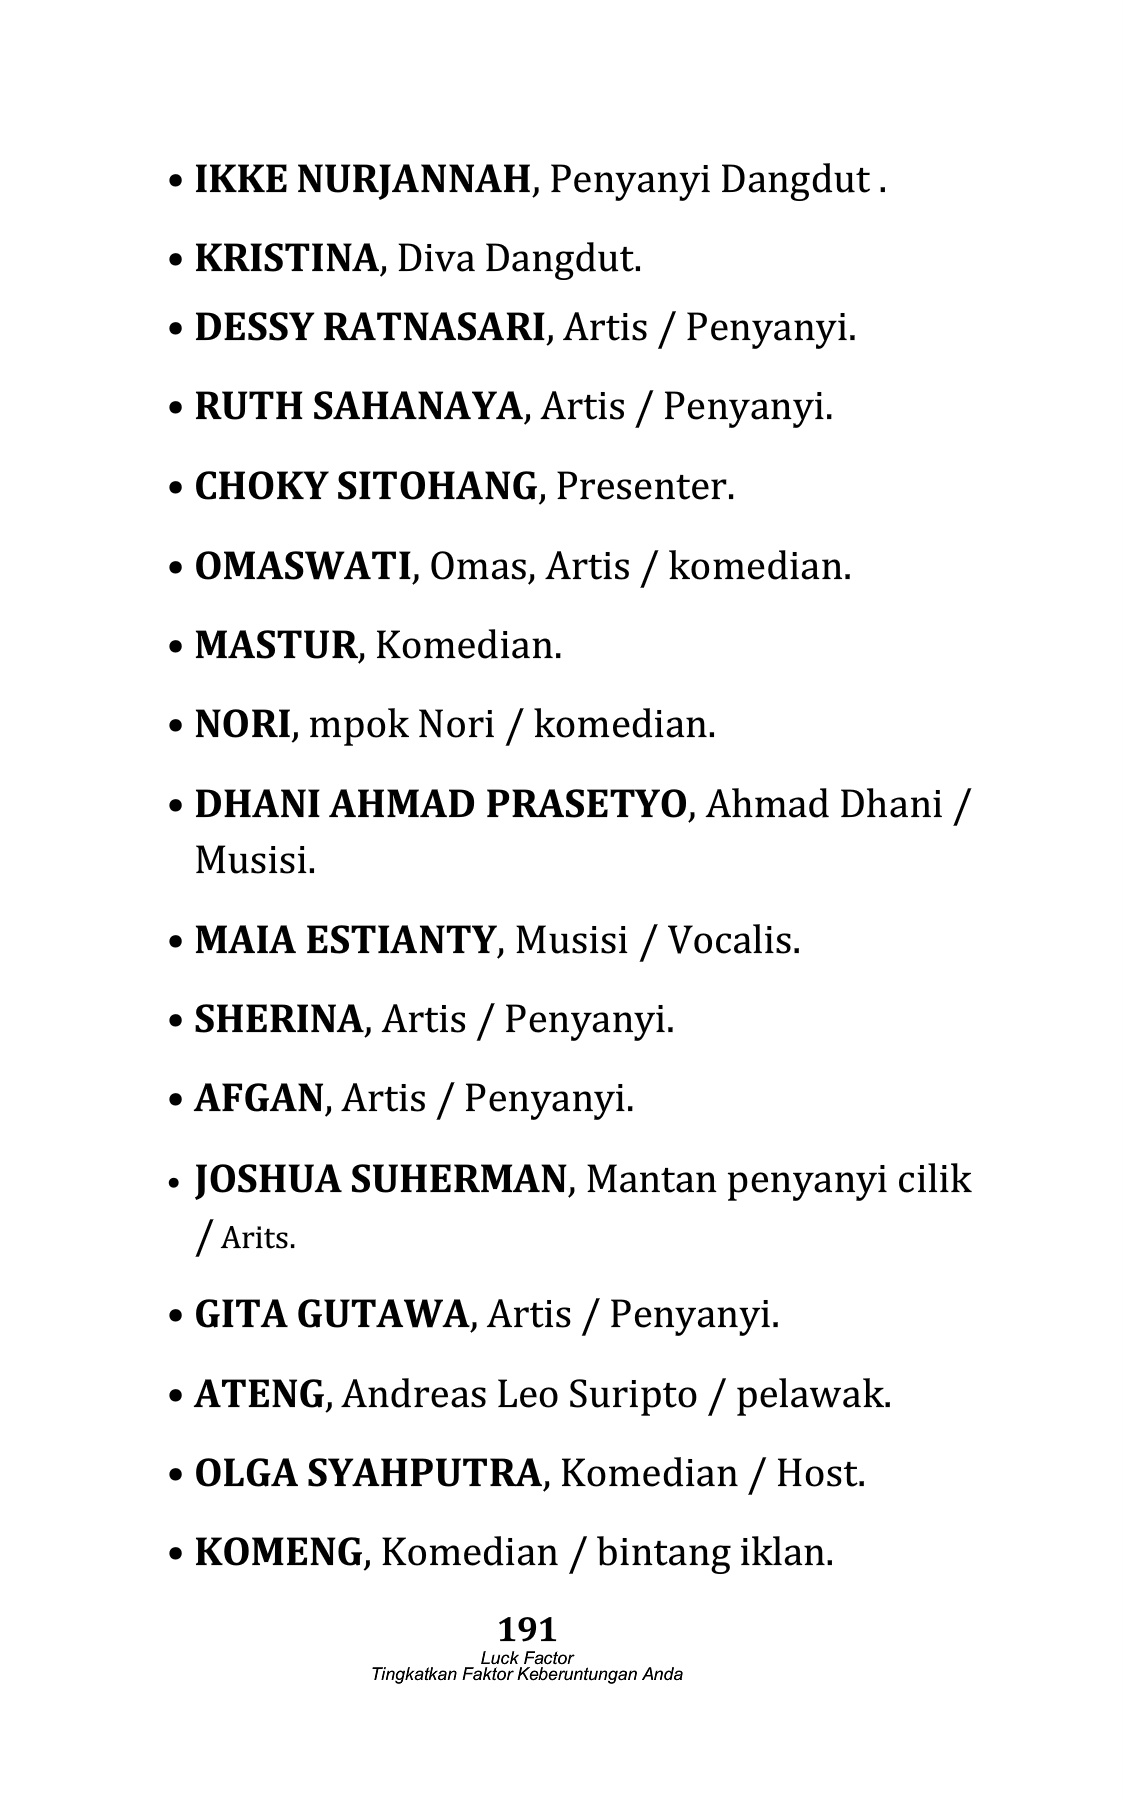 • IKKE NURJANNAH, Penyanyi Dangdut .
• KRISTINA, Diva Dangdut.
• DESSY RATNASARI, Artis / Penyanyi.
• RUTH SAHANAYA, Artis / Penyanyi.
• CHOKY SITOHANG, Presenter.
• OMASWATI, Omas, Artis / komedian.
• MASTUR, Komedian.
• NORI, mpok Nori / komedian.
• DHANI AHMAD PRASETYO, Ahmad Dhani /
Musisi.
• MAIA ESTIANTY, Musisi / Vocalis.
• SHERINA, Artis / Penyanyi.
• AFGAN, Artis / Penyanyi.
• JOSHUA SUHERMAN, Mantan penyanyi cilik
/ Arits.
• GITA GUTAWA, Artis / Penyanyi.
• ATENG, Andreas Leo Suripto / pelawak.
• OLGA SYAHPUTRA, Komedian / Host.
• KOMENG, Komedian / bintang iklan.
191
Luck Factor
Tingkatkan Faktor Keberuntungan Anda